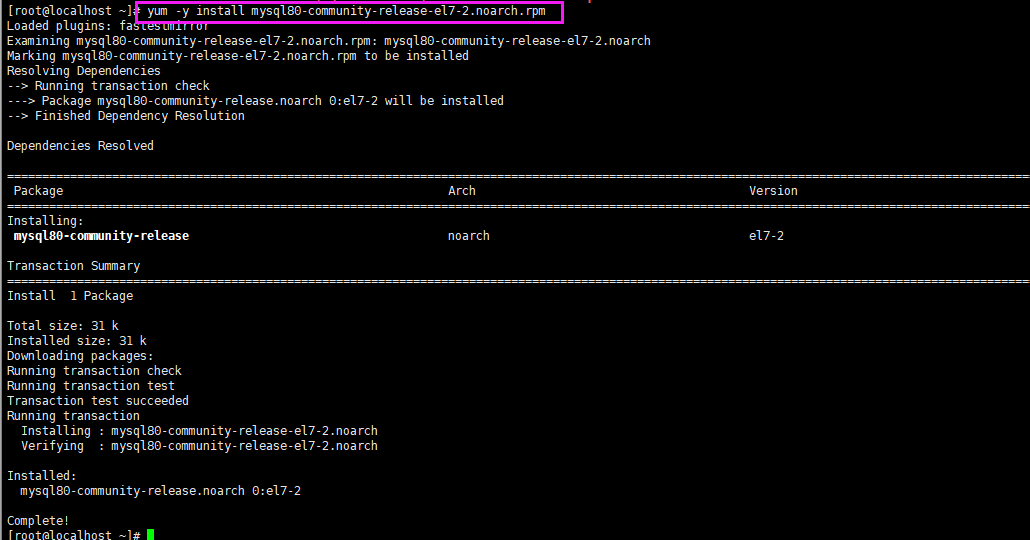 [root@localhost ~]# yum -y install mysql80-community-release-el7-2.noarch.rpm
Loaded plugins: fastestmirror
Examining mysql80-community-release-el7-2.noarch.rpm: mysql80-community-release-el7-2.noarch
Marking mysql80-community-release-el7-2.noarch.rpm to be installed
Resolving Dependencies
--> Running transaction check
---> Package mysql80-community-release.noarch 0:el7-2 will be installed
--> Finished Dependency Resolution
Dependencies Resolved
================================================================================
Package Arch Version
================================================================================
Installing:
mysql80-community-release noarch el7-2
Transaction Summary
================================================================================
Install  1 Package
Total size: 31 k
Installed size: 31 k
Downloading packages:
Running transaction check
Running transaction test
Transaction test succeeded
Running transaction
  Installing : mysql80-community-release-el7-2.noarch
  Verifying  : mysql80-community-release-el7-2.noarch
Installed:
  mysql80-community-release.noarch 0:el7-2
Complete!
[root@localhost ~]#